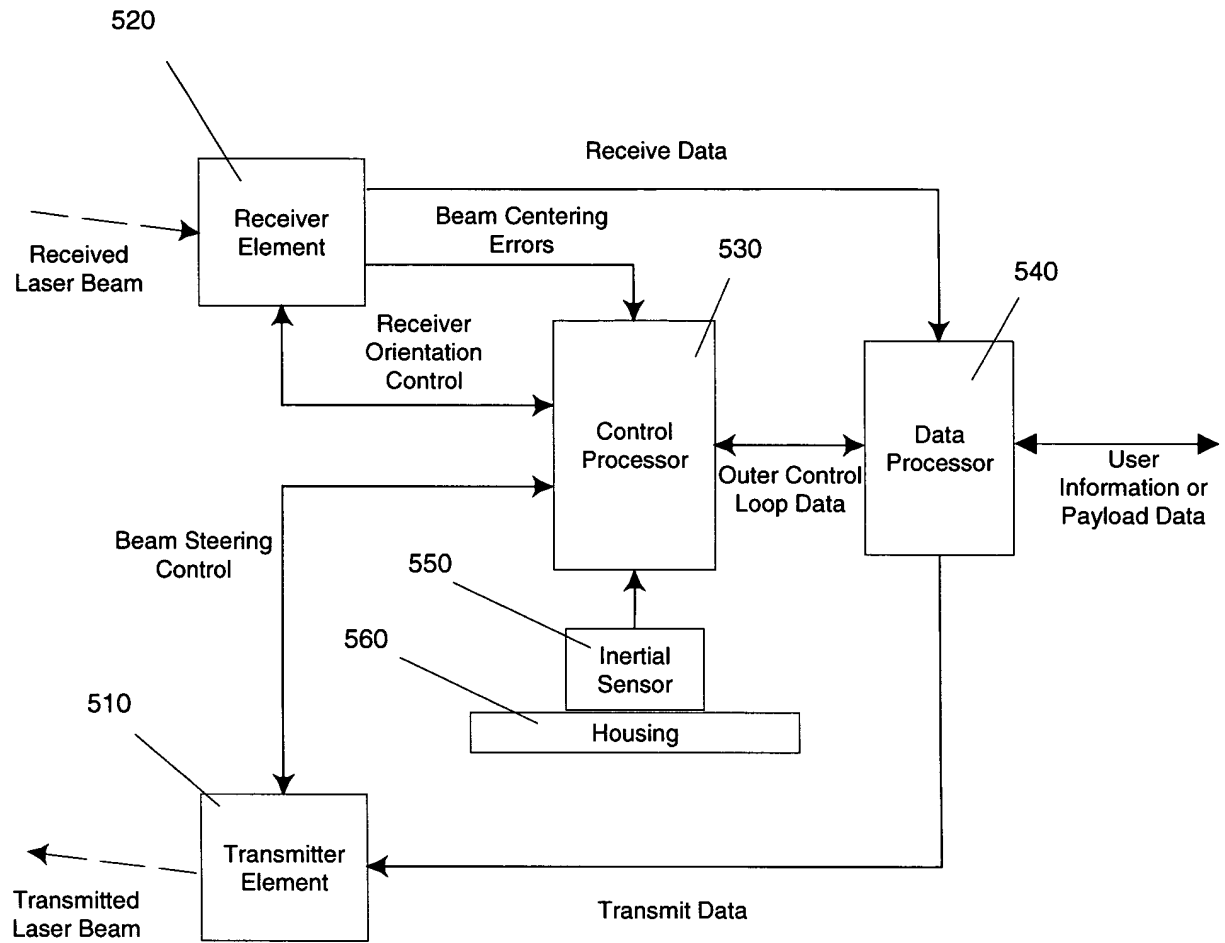 520
Receive Data
Receiver
Element
Beam Centering
Errors
Received
Laser Beam
530
540
Receiver
Orientation
Control
Control
Processor
Data
Processor
Outer Control
Loop Data
User
Information or
Payload Data
Beam Steering
Control
550
560
Inertial
Sensor
Housing
510
Transmitter
Element
Transmitted
Laser Beam
Transmit Data